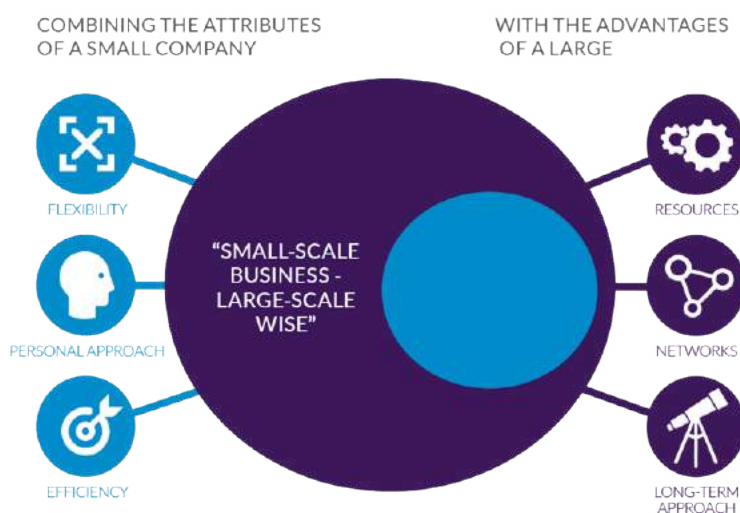 COMBINING THE ATTRIBUTES
OF A SMALL COMPANY
WITH THE ADVANTAGES
OF A LARGE
FLEXIBILITY
PERSONAL APPROACH
EFFICIENCY
“SMALL-SCALE
BUSINESS -
LARGE-SCALE
WISE”
RESOURCES
NETWORKS
LONG-TERM
APPROACH